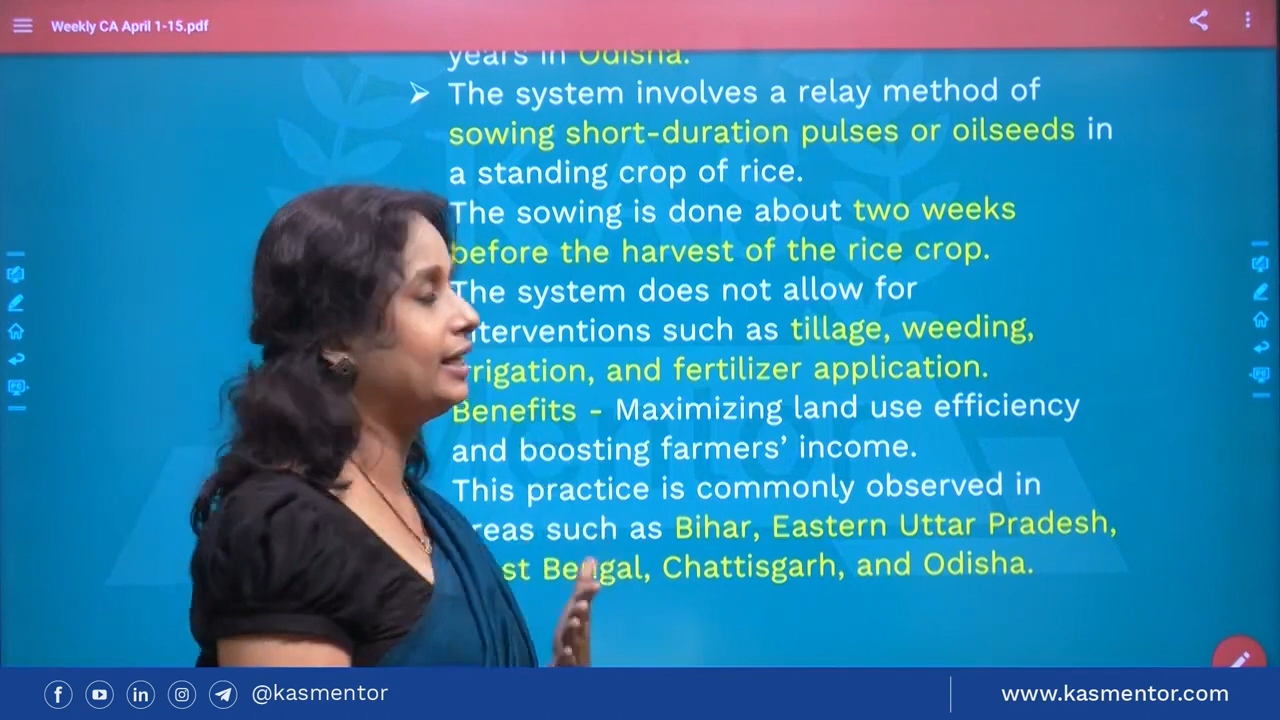 Weekly CA April 1-15.pdf
years in Odisha.
➢ The system involves a relay method of
sowing short-duration pulses or oilseeds in
a standing crop of rice.
The sowing is done about two weeks
before the harvest of the rice crop.
The system does not allow for
nterventions such as tillage, weeding,
rrigation, and fertilizer application.
Benefits - Maximizing land use efficiency
and boosting farmers’ income.
This practice is commonly observed in
reas such as Bihar, Eastern Uttar Pradesh,
st Bengal, Chattisgarh, and Odisha.
@kasmentor
www.kasmentor.com